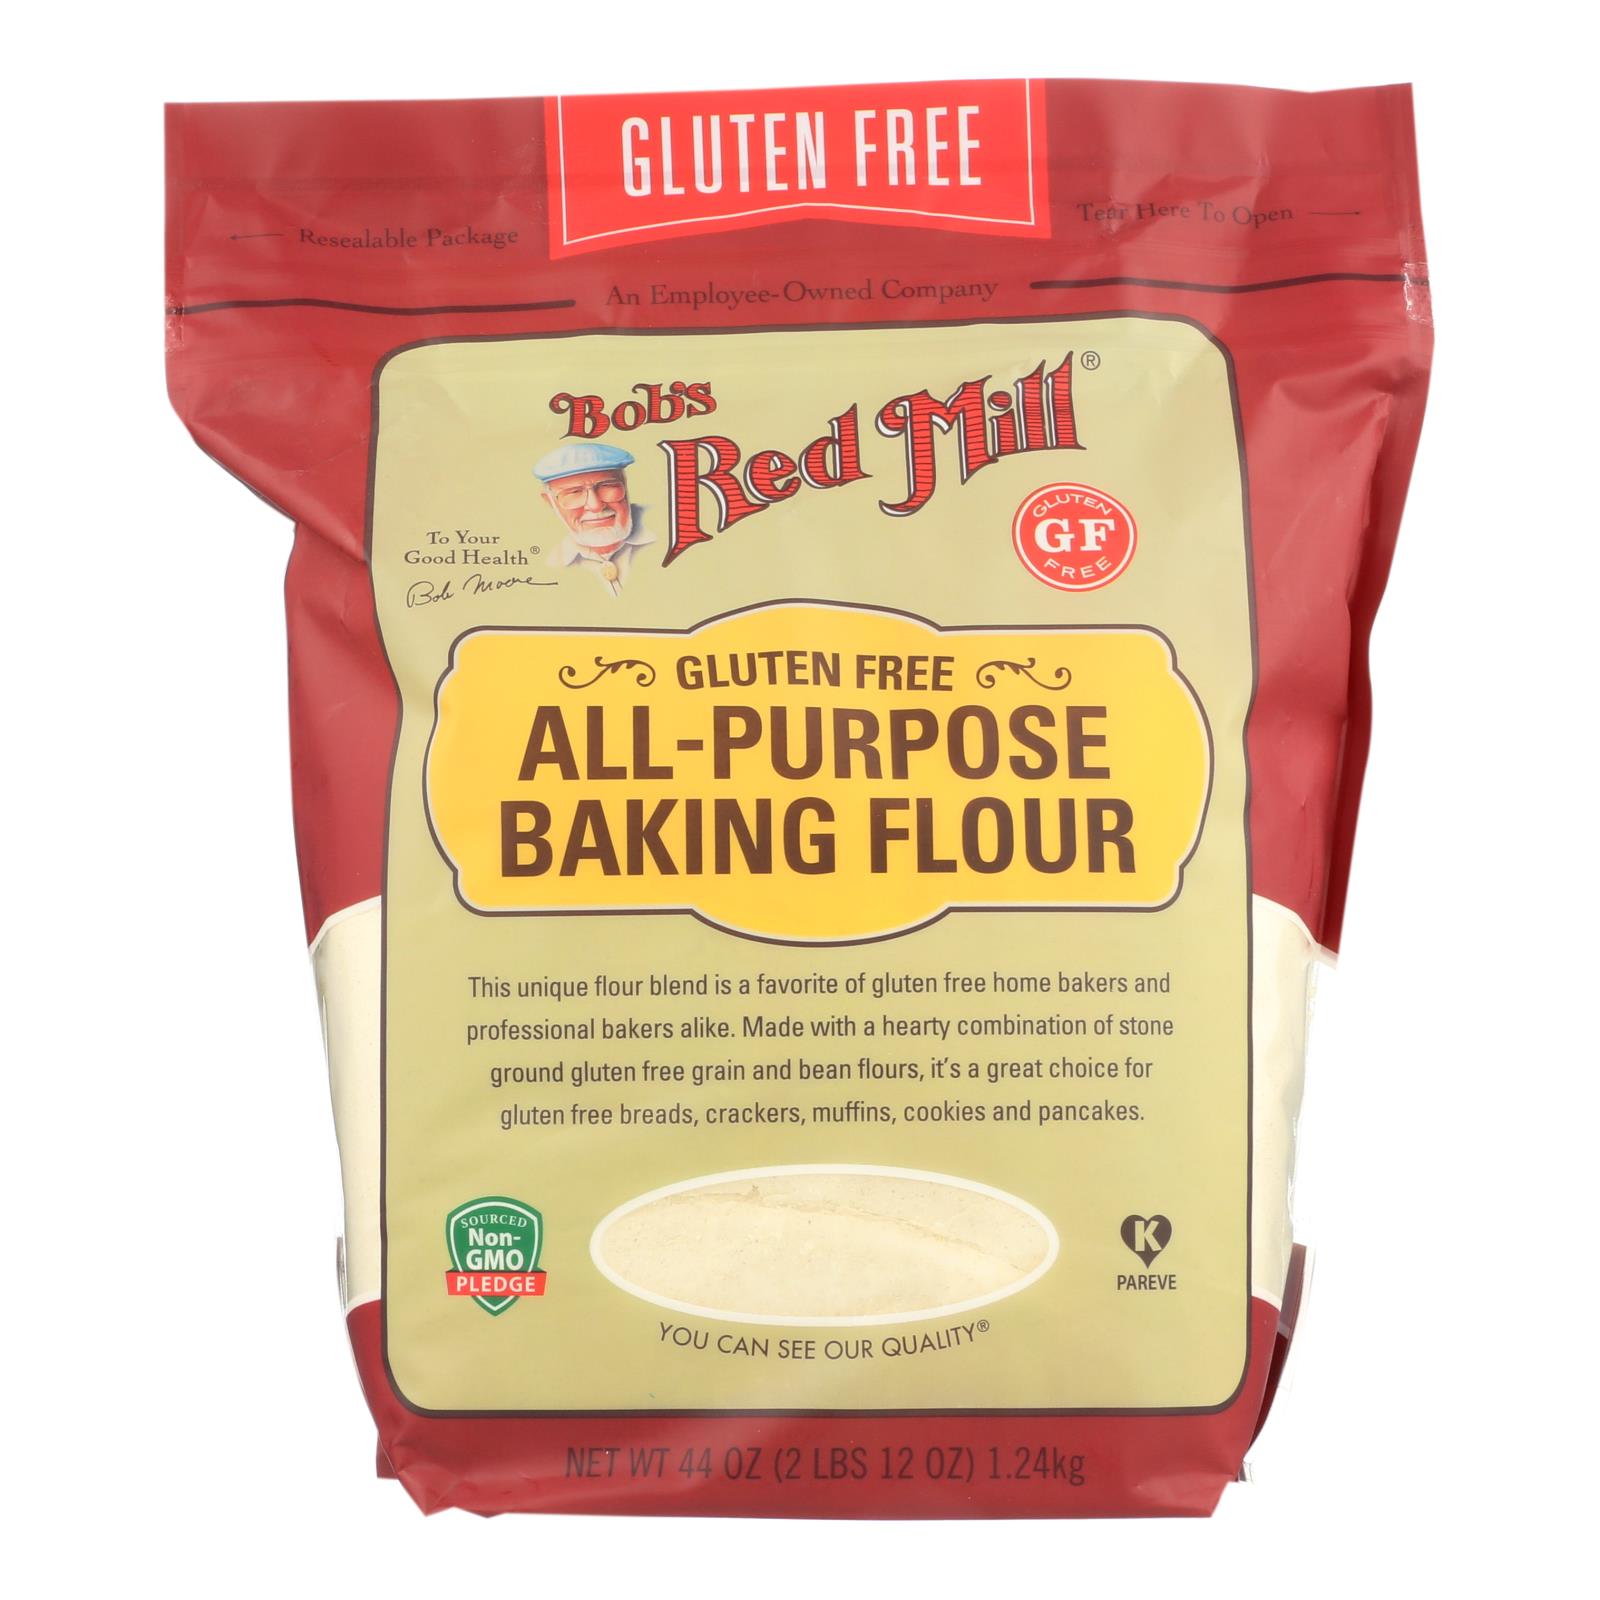 GLUTEN FREE
Resealable Package
Tear Here To Open
An Employee-Owned Company
Bob's
Red Mill®
To Your
Good Health®
Bob Moore
GLUTEN
GF
FREE
GLUTEN FREE
ALL-PURPOSE
BAKING FLOUR
This unique flour blend is a favorite of gluten free home bakers and
professional bakers alike. Made with a hearty combination of stone
ground gluten free grain and bean flours, it's a great choice for
gluten free breads, crackers, muffins, cookies and pancakes.
SOURCED
Non-
GMO
PLEDGE
K
PAREVE
YOU CAN SEE OUR QUALITY®
NET WT 44 OZ (2 LBS 12 OZ) 1.24kg